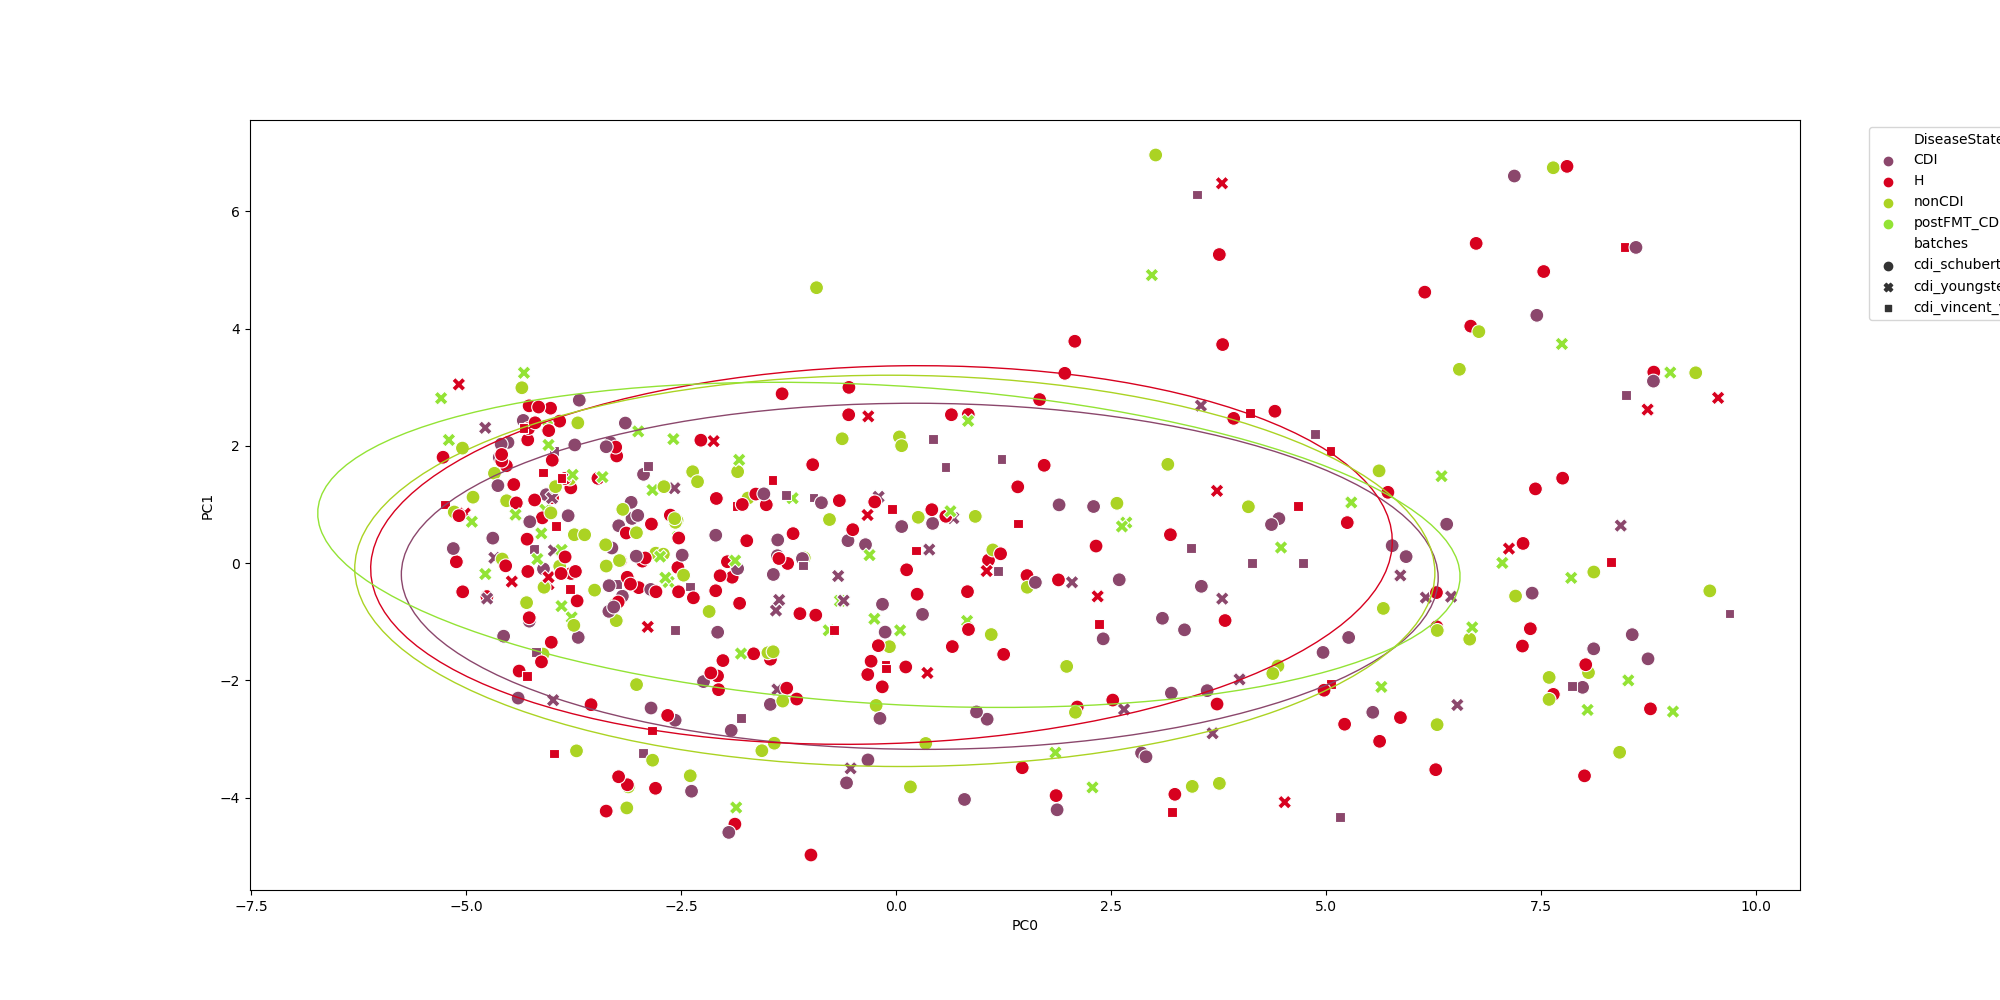 DiseaseState
CDI
H
nonCDI
postFMT_CD
batches
cdi_schubert
cdi_youngste
cdi_vincent_
6
4
2
0
−2
−4
PC1
−7.5
−5.0
−2.5
0.0
2.5
5.0
7.5
10.0
PC0